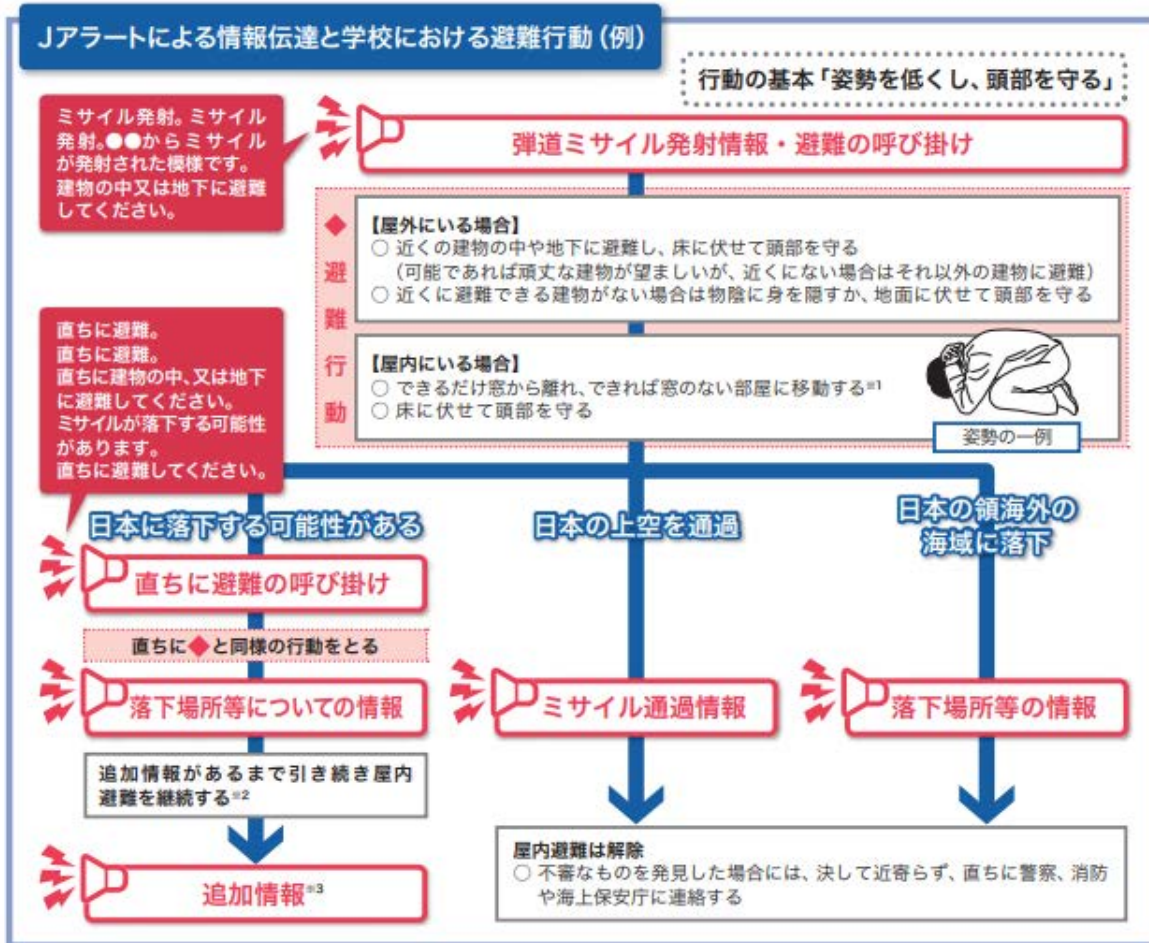 Jアラートによる情報伝達と学校における避難行動（例）
行動の基本「姿勢を低くし、頭部を守る」
ミサイル発射。ミサイル
発射。●●からミサイル
が発射された模様です。
建物の中又は地下に避難
してください。
弾道ミサイル発射情報・避難の呼び掛け
◆避難行動
【屋外にいる場合】
○ 近くの建物の中や地下に避難し、床に伏せて頭部を守る
（可能であれば頑丈な建物が望ましいが、近くにない場合はそれ以外の建物に避難）
○ 近くに避難できる建物がない場合は物陰に身を隠すか、地面に伏せて頭部を守る
【屋内にいる場合】
○ できるだけ窓から離れ、できれば窓のない部屋に移動する※1
○ 床に伏せて頭部を守る
姿勢の一例
直ちに避難。
直ちに避難。
直ちに建物の中、又は地下
に避難してください。
ミサイルが落下する可能性
があります。
直ちに避難してください。
日本に落下する可能性がある
直ちに避難の呼び掛け
直ちに◆と同様の行動をとる
落下場所等についての情報
追加情報があるまで引き続き屋内
避難を継続する※2
追加情報※3
日本の上空を通過
ミサイル通過情報
日本の領海外の
海域に落下
落下場所等の情報
屋内避難は解除
○ 不審なものを発見した場合には、決して近寄らず、直ちに警察、消防
や海上保安庁に連絡する